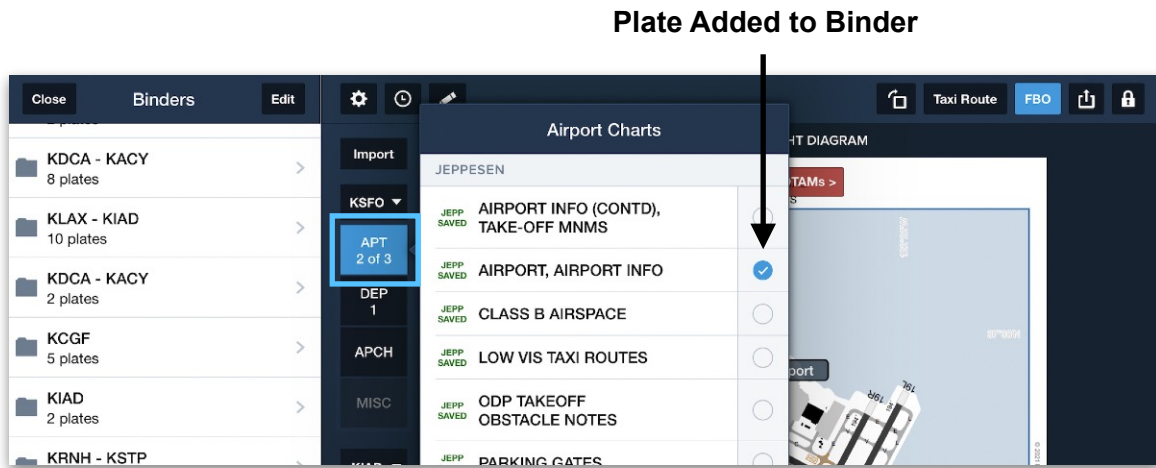 Plate Added to Binder
Close Binders Edit
Taxi Route FBO
KDCA - KACY
8 plates
KLAX - KIAD
10 plates
KDCA - KACY
2 plates
KCGF
5 plates
KIAD
2 plates
KRNH - KSTP
Import
KSFO
APT
2 of 3
DEP
1
APCH
MISC
KIAD
Airport Charts
JEPPESEN
JEPP
SAVED
AIRPORT INFO (CONTD),
TAKE-OFF MNMS
JEPP
SAVED
AIRPORT, AIRPORT INFO
JEPP
SAVED
CLASS B AIRSPACE
JEPP
SAVED
LOW VIS TAXI ROUTES
JEPP
SAVED
ODP TAKEOFF
OBSTACLE NOTES
JEPP
PARKING GATES
HT DIAGRAM
TAMs >
S
port
19L
19R